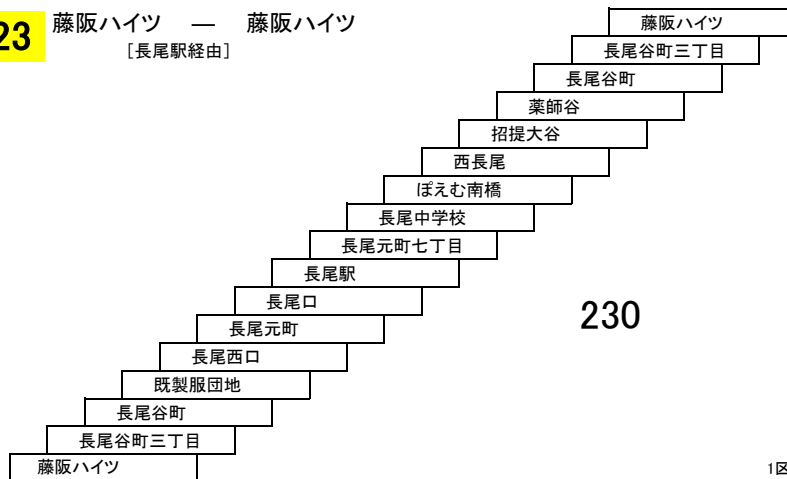 23 藤阪ハイツ ― 藤阪ハイツ
[長尾駅経由]
藤阪ハイツ
長尾谷町三丁目
長尾谷町
薬師谷
招提大谷
西長尾
ぽえむ南橋
長尾中学校
長尾元町七丁目
長尾駅
長尾口
長尾元町
230
長尾西口
既製服団地
長尾谷町
長尾谷町三丁目
藤阪ハイツ
1区